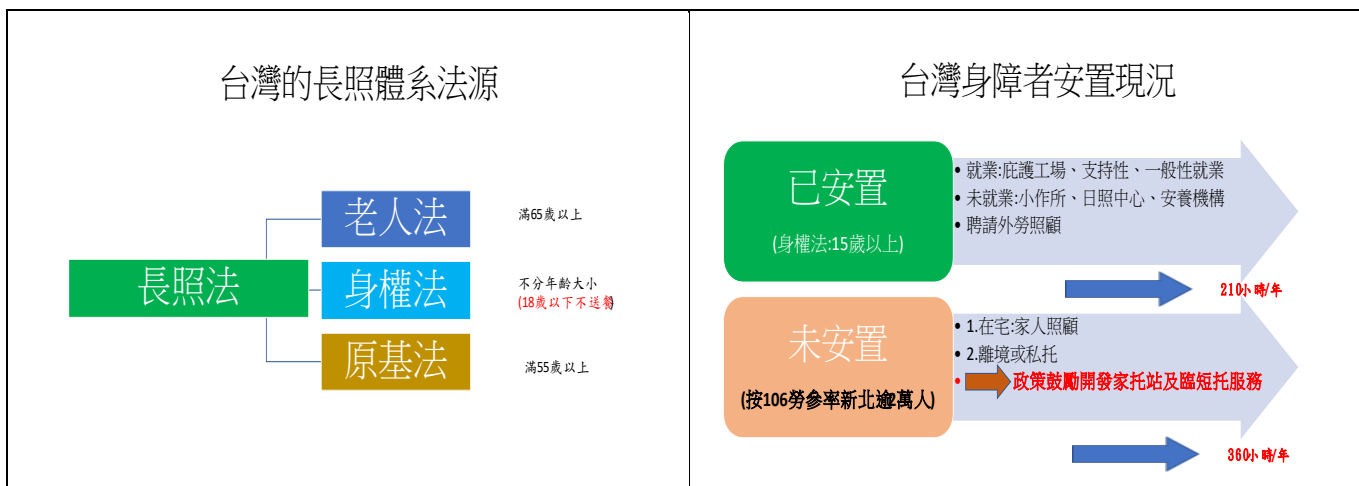 台灣的長照體系法源
長照法
老人法
滿65歲以上
身權法
不分年齡大小
(18歲以下不送餐)
原基法
滿55歲以上
台灣身障者安置現況
已安置
(身權法:15歲以上)
• 就業:庇護工場、支持性、一般性就業
• 未就業:小作所、日照中心、安養機構
• 聘請外勞照顧
210小時/年
未安置
(按106勞參率新北逾2萬人)
• 1.在宅:家人照顧
• 2.離境或私托
• 政策鼓勵開發家托站及臨短托服務
360小時/年